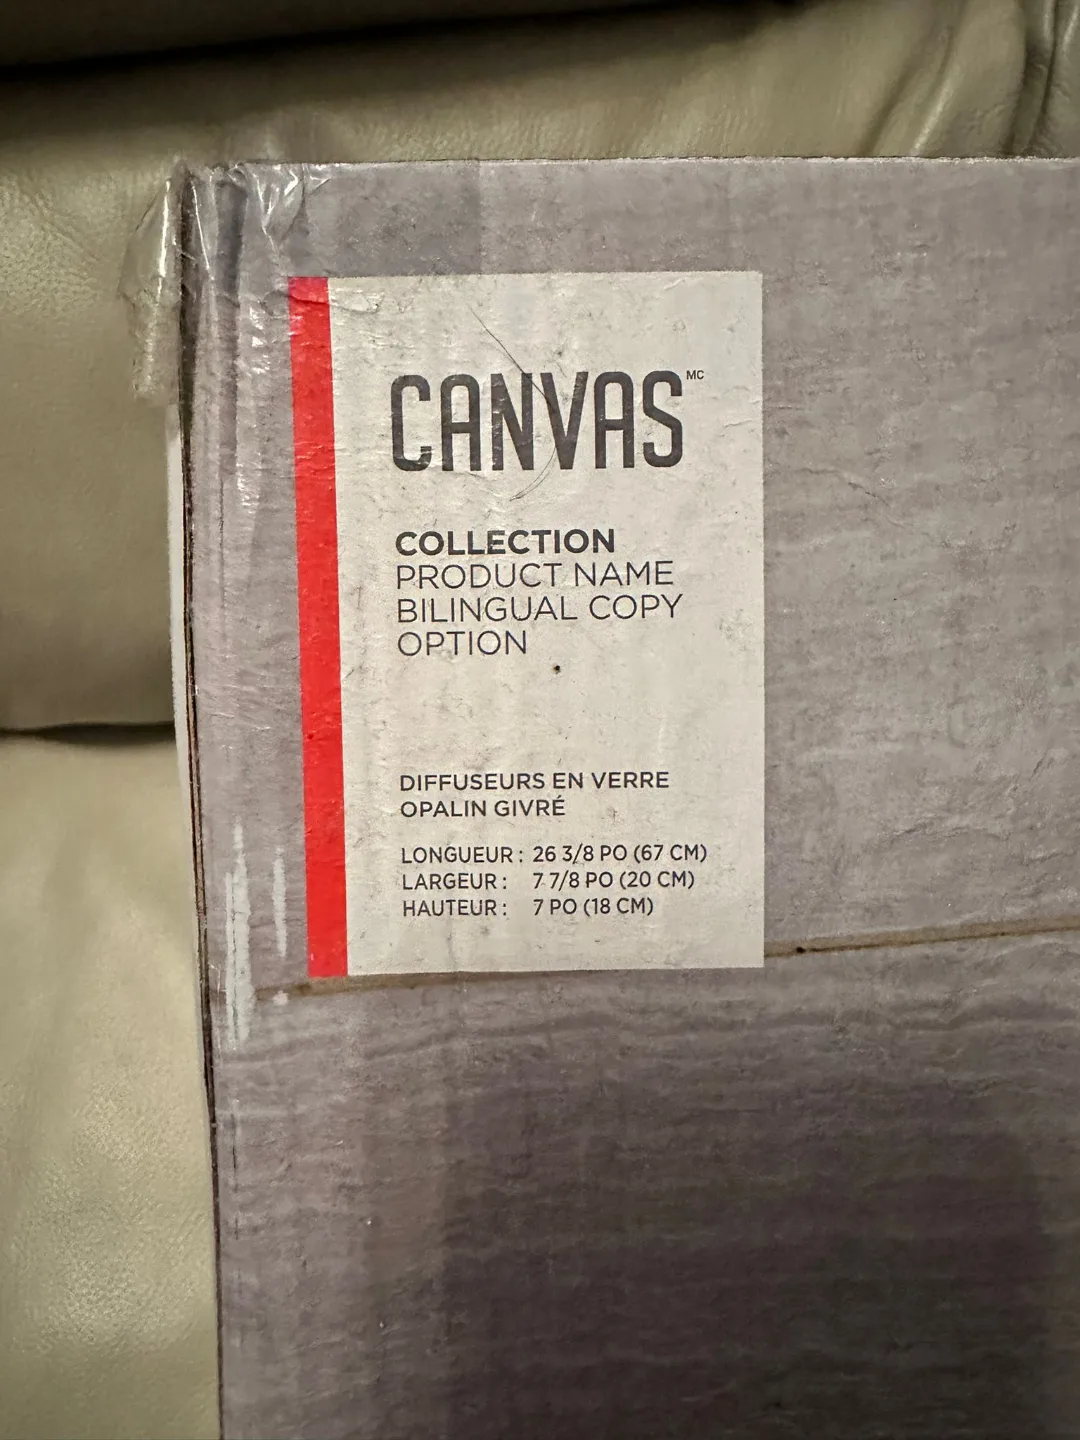 CANVAS MC
COLLECTION
PRODUCT NAME
BILINGUAL COPY
OPTION
DIFFUSEURS EN VERRE
OPALIN GIVRÉ
LONGUEUR : 26 3/8 PO (67 CM)
LARGEUR : 7 7/8 PO (20 CM)
HAUTEUR : 7 PO (18 CM)